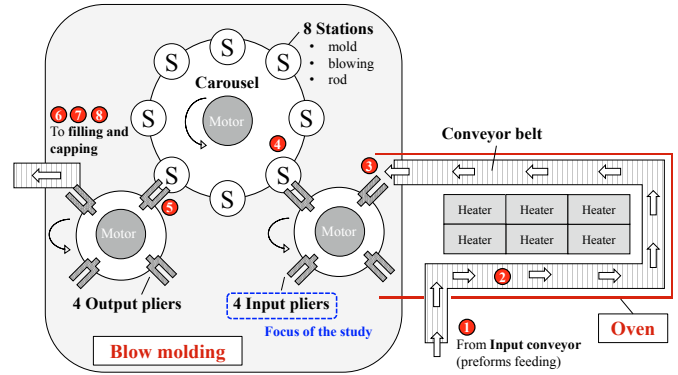 8 Stations
• mold
• blowing
• rod
S
S
S
S
S
S
S
S
Carousel
Motor
6 7 8
To filling and
capping
4
3
Conveyor belt
Heater Heater Heater
Heater Heater Heater
5
Motor
Motor
2
4 Output pliers
4 Input pliers
Focus of the study
1
From Input conveyor
(preforms feeding)
Oven
Blow molding